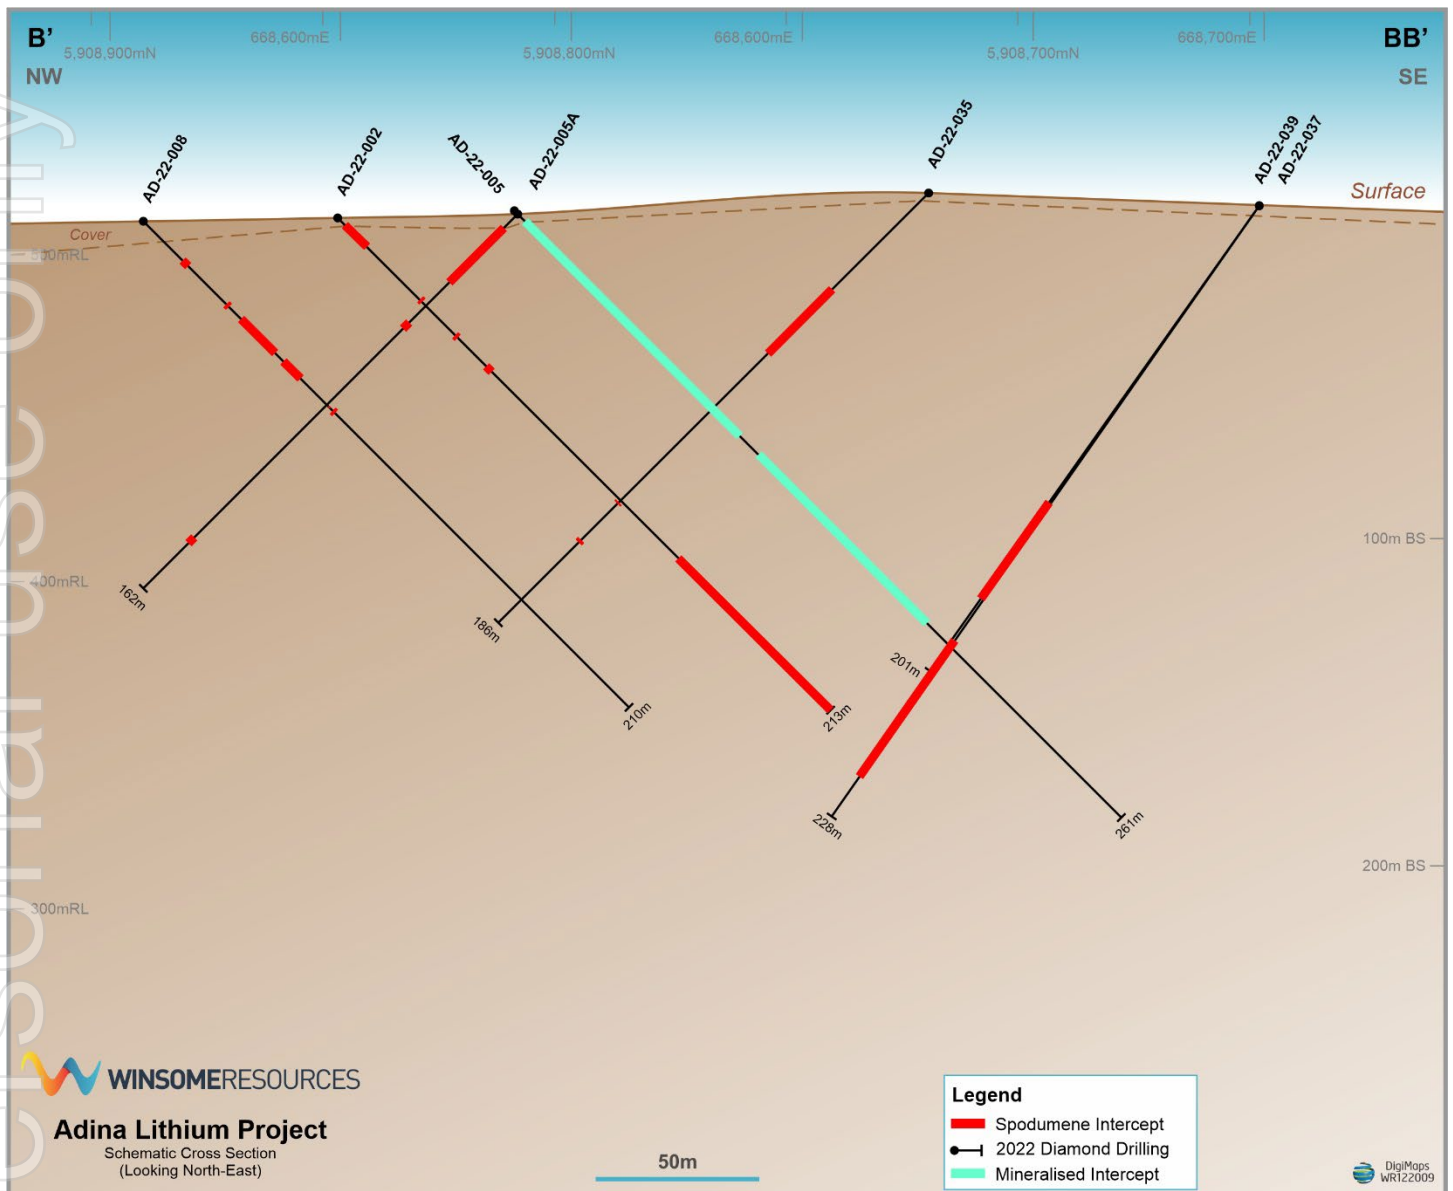 B’
BB’
NW
SE
5,908,900mN
668,600mE
5,908,800mN
668,600mE
5,908,700mN
668,700mE
AD-22-008
AD-22-002
AD-22-005
AD-22-005A
AD-22-035
AD-22-039
AD-22-037
Surface
Cover
500mRL
100m BS
400mRL
162m
186m
201m
210m
213m
228m
261m
200m BS
300mRL
WINSOMERESOURCES
Adina Lithium Project
Schematic Cross Section
(Looking North-East)
50m
Legend
Spodumene Intercept
2022 Diamond Drilling
Mineralised Intercept
DigiMaps
WR122009